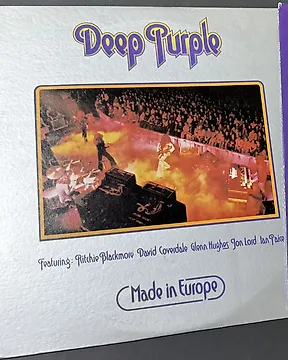 Deep Purple
Featuring: Ritchie Blackmore David Coverdale Glenn Hughes Jon Lord Ian Paice
Made in Europe